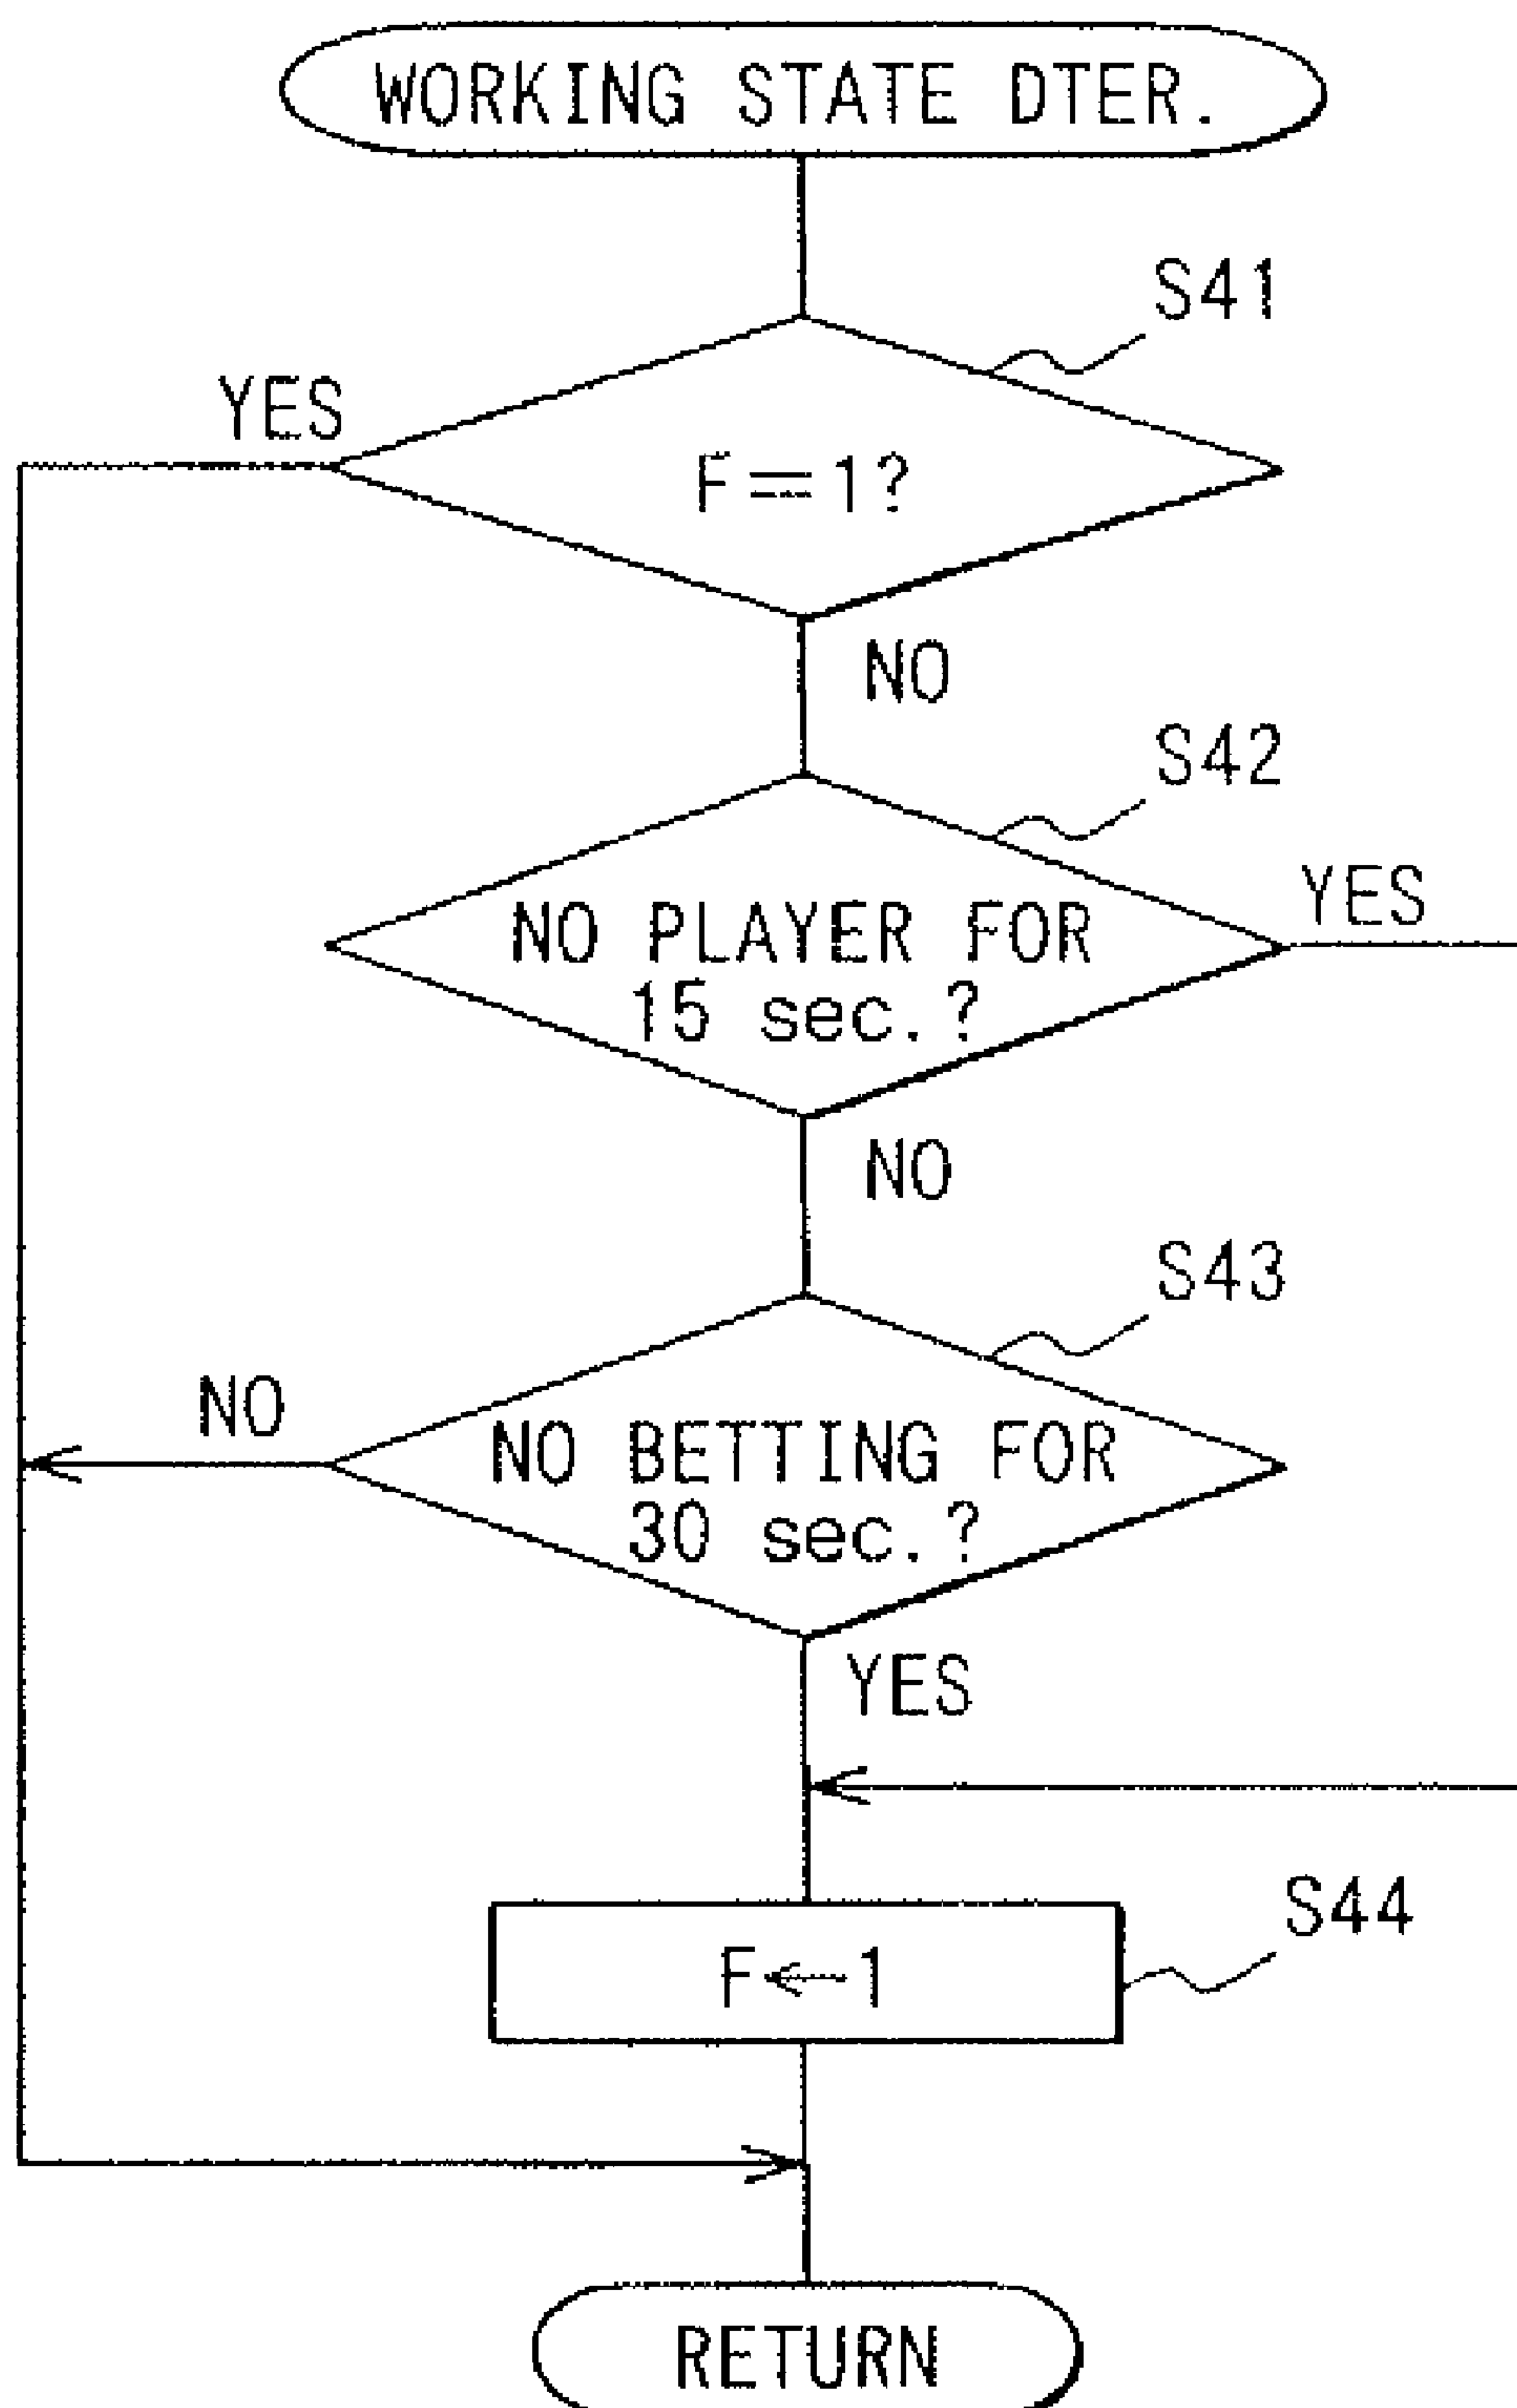 WORKING STATE DTER.
S41
YES
F==1?
NO
S42
YES
NO PLAYER FOR
15 sec.?
NO
S43
NO
NO BETTING FOR
30 sec.?
YES
S44
F←1
RETURN